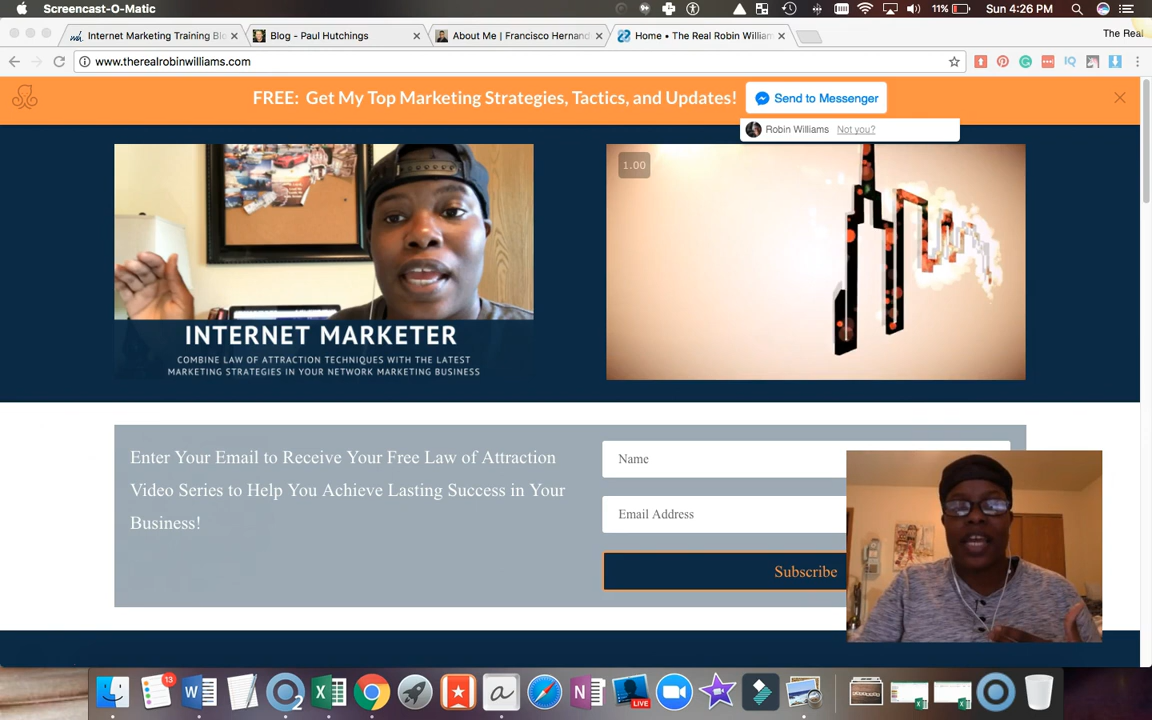 Screencast-O-Matic
11%
Sun 4:26 PM
Internet Marketing Training Blo
Blog - Paul Hutchings
About Me | Francisco Hernand
Home • The Real Robin William
The Real
www.therealrobinwilliams.com
FREE: Get My Top Marketing Strategies, Tactics, and Updates!
Send to Messenger
Robin Williams Not you?
1.00
INTERNET MARKETER
COMBINE LAW OF ATTRACTION TECHNIQUES WITH THE LATEST
MARKETING STRATEGIES IN YOUR NETWORK MARKETING BUSINESS
Enter Your Email to Receive Your Free Law of Attraction
Video Series to Help You Achieve Lasting Success in Your
Business!
Name
Email Address
Subscribe
13
LIVE